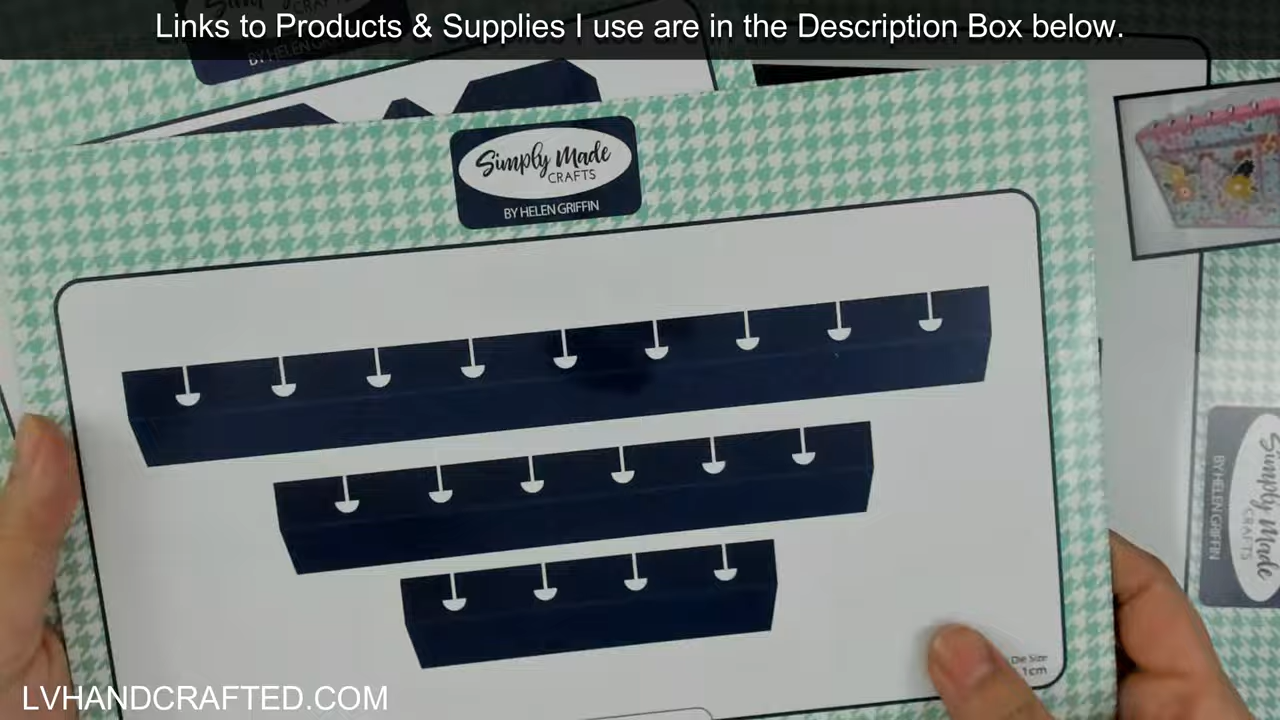 Links to Products & Supplies I use are in the Description Box below.
Simply Made
CRAFTS
BY HELEN GRIFFIN
Simply Made
CRAFTS
BY HELEN GRIFFIN
Die Size
1cm
LVHANDCRAFTED.COM